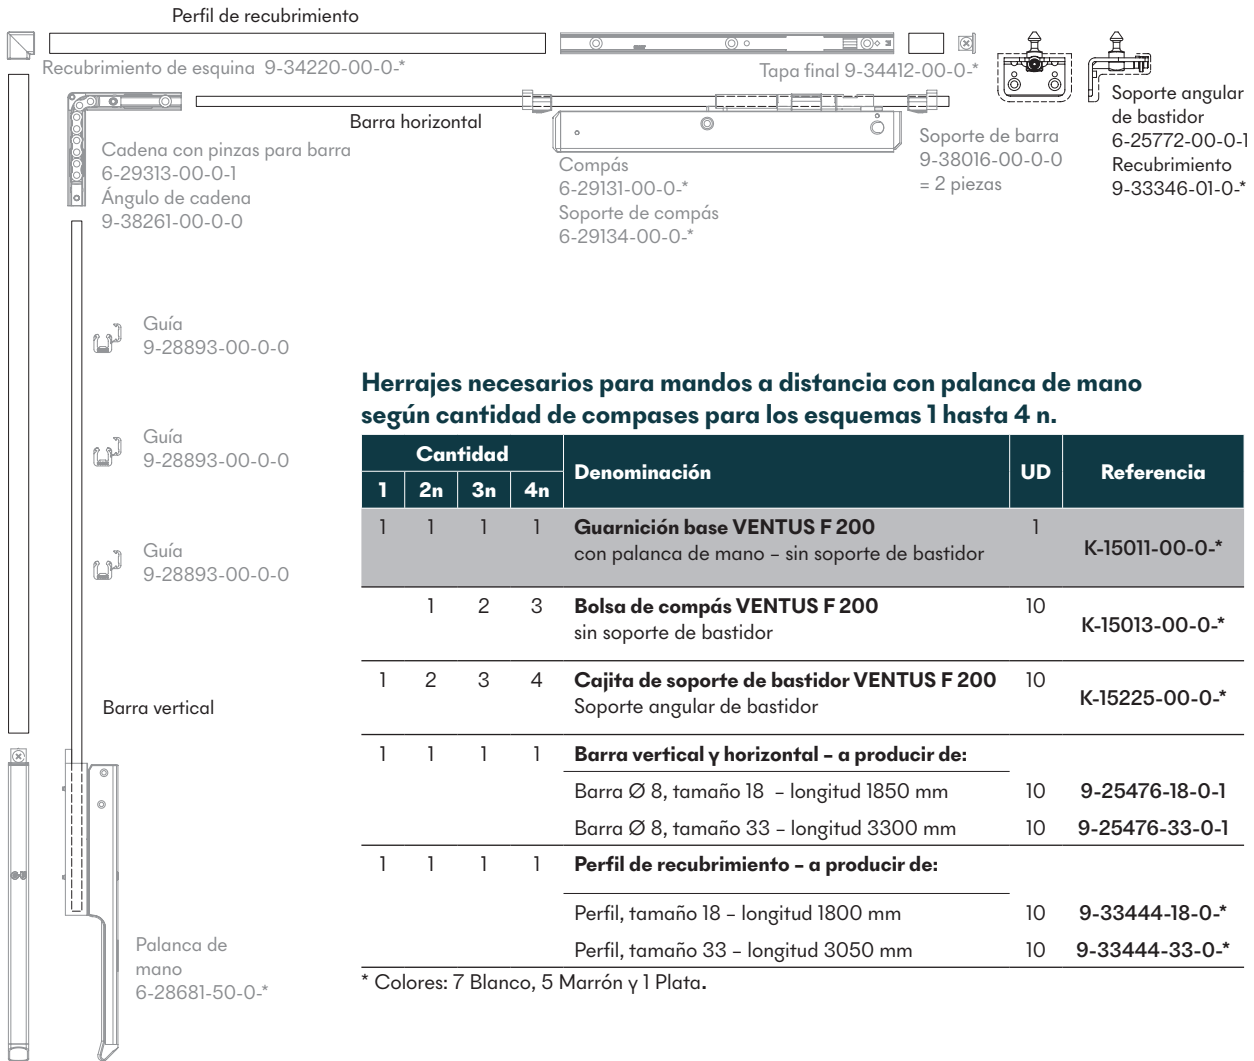 Perfil de recubrimiento
Recubrimiento de esquina 9-34220-00-0-*
Tapa final 9-34412-00-0-*
Barra horizontal
Cadena con pinzas para barra
6-29313-00-0-1
Ángulo de cadena
9-38261-00-0-0
Compás
6-29131-00-0-*
Soporte de compás
6-29134-00-0-*
Soporte de barra
9-38016-00-0-0
= 2 piezas
Soporte angular
de bastidor
6-25772-00-0-1
Recubrimiento
9-33346-01-0-*
Guía
9-28893-00-0-0
Guía
9-28893-00-0-0
Guía
9-28893-00-0-0
Barra vertical
Palanca de
mano
6-28681-50-0-*
Herrajes necesarios para mandos a distancia con palanca de mano
según cantidad de compases para los esquemas 1 hasta 4 n.
Cantidad Denominación UD Referencia
1 2n 3n 4n
1 1 1 1 Guarnición base VENTUS F 200 1 K-15011-00-0-*
con palanca de mano – sin soporte de bastidor
1 2 3 Bolsa de compás VENTUS F 200 10 K-15013-00-0-*
sin soporte de bastidor
1 2 3 4 Cajita de soporte de bastidor VENTUS F 200 10 K-15225-00-0-*
Soporte angular de bastidor
1 1 1 1 Barra vertical y horizontal – a producir de:
Barra Ø 8, tamaño 18 – longitud 1850 mm 10 9-25476-18-0-1
Barra Ø 8, tamaño 33 – longitud 3300 mm 10 9-25476-33-0-1
1 1 1 1 Perfil de recubrimiento – a producir de:
Perfil, tamaño 18 – longitud 1800 mm 10 9-33444-18-0-*
Perfil, tamaño 33 – longitud 3050 mm 10 9-33444-33-0-*
* Colores: 7 Blanco, 5 Marrón y 1 Plata.